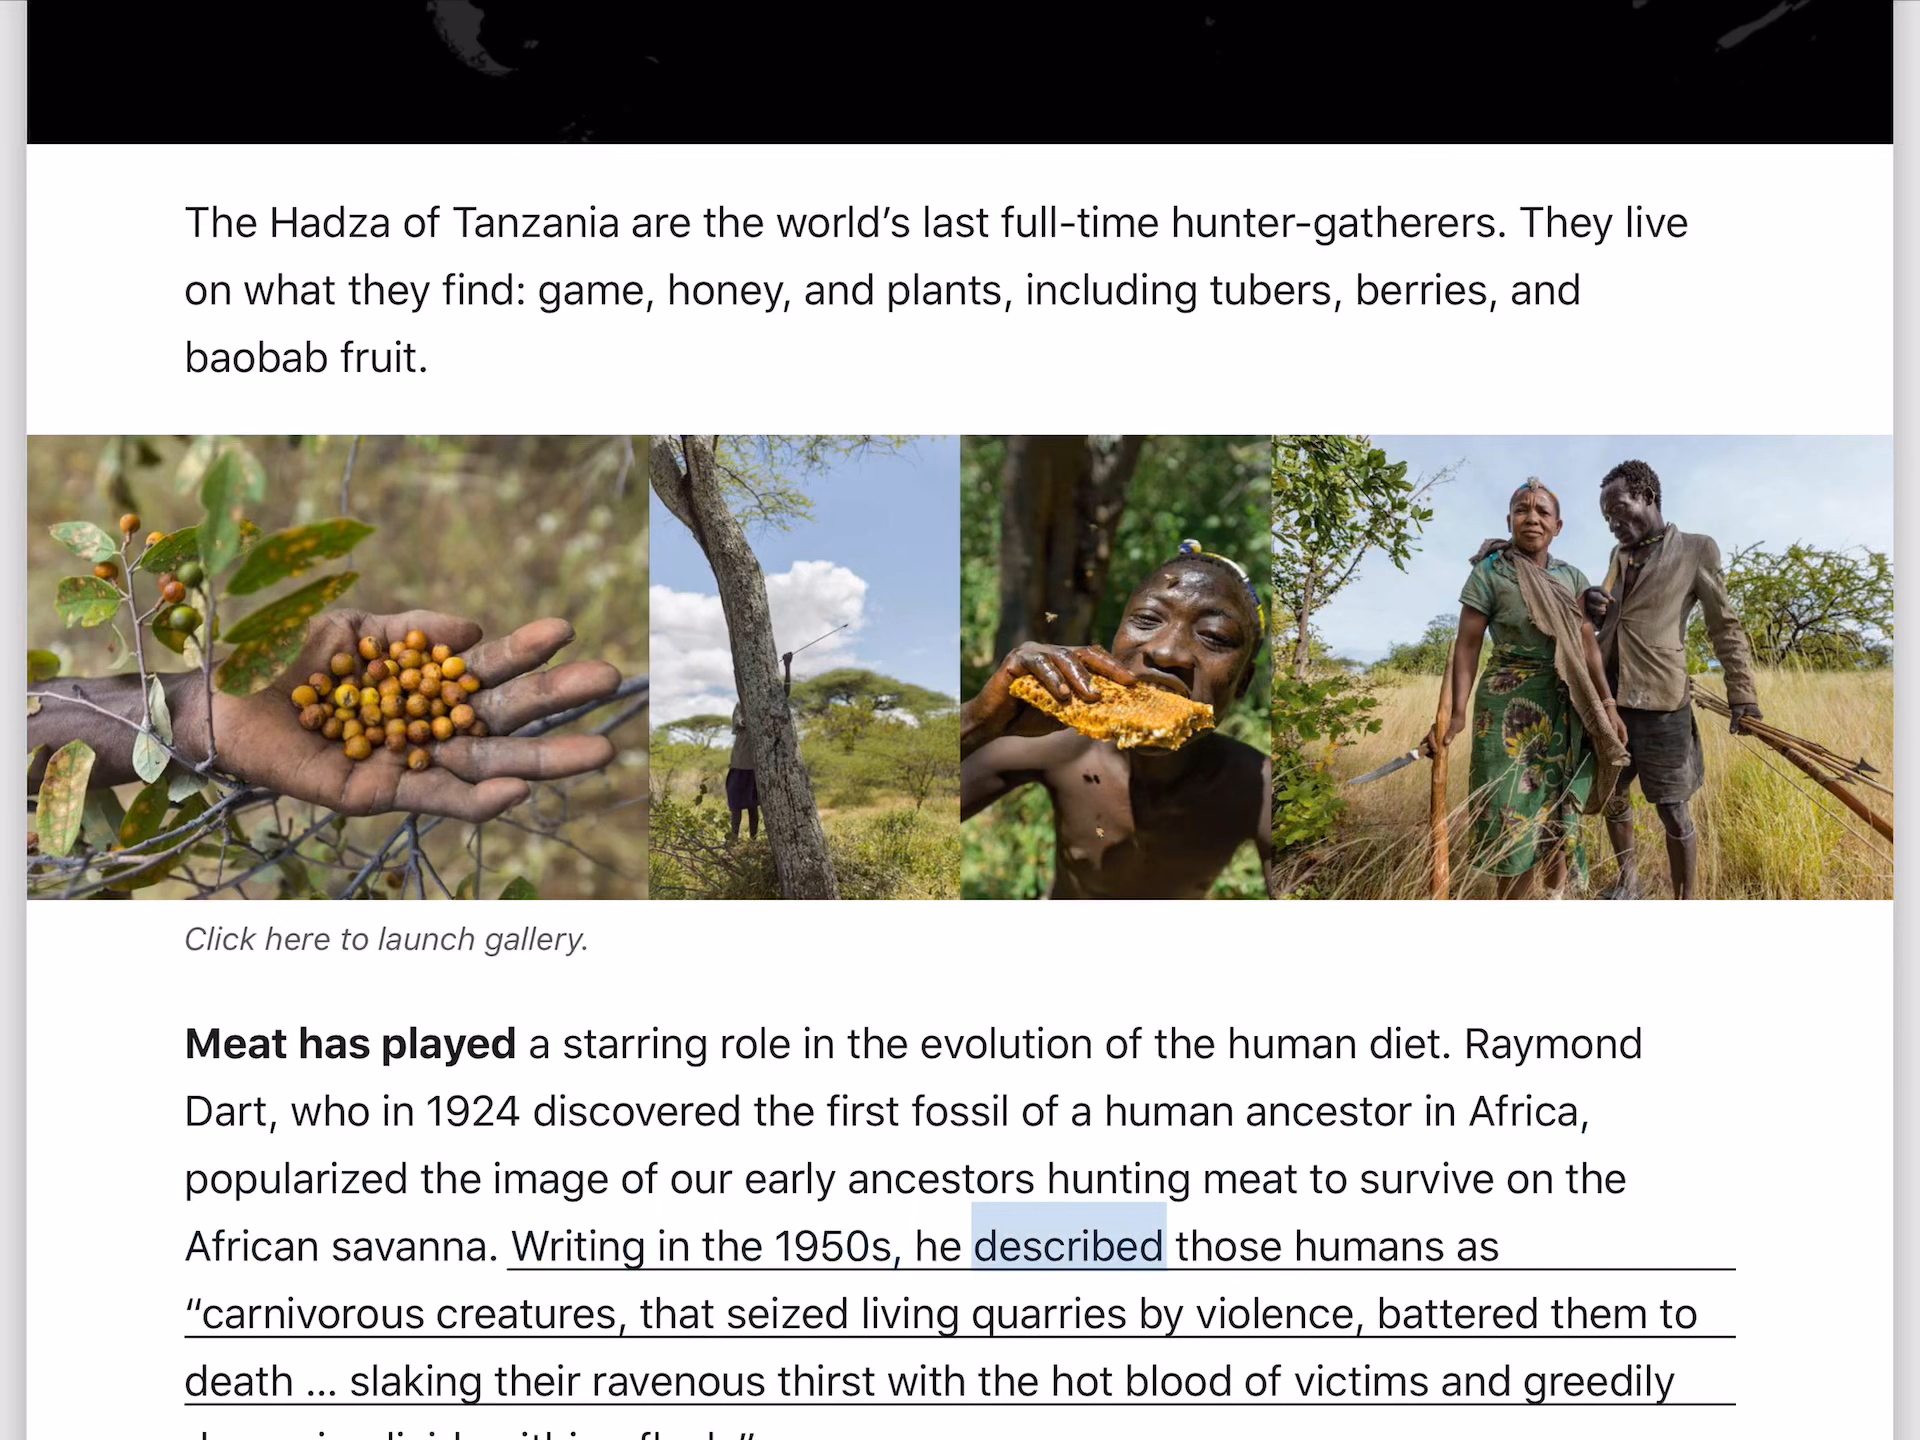 The Hadza of Tanzania are the world’s last full-time hunter-gatherers. They live
on what they find: game, honey, and plants, including tubers, berries, and
baobab fruit.
Click here to launch gallery.
Meat has played a starring role in the evolution of the human diet. Raymond
Dart, who in 1924 discovered the first fossil of a human ancestor in Africa,
popularized the image of our early ancestors hunting meat to survive on the
African savanna. Writing in the 1950s, he described those humans as
“carnivorous creatures, that seized living quarries by violence, battered them to
death … slaking their ravenous thirst with the hot blood of victims and greedily